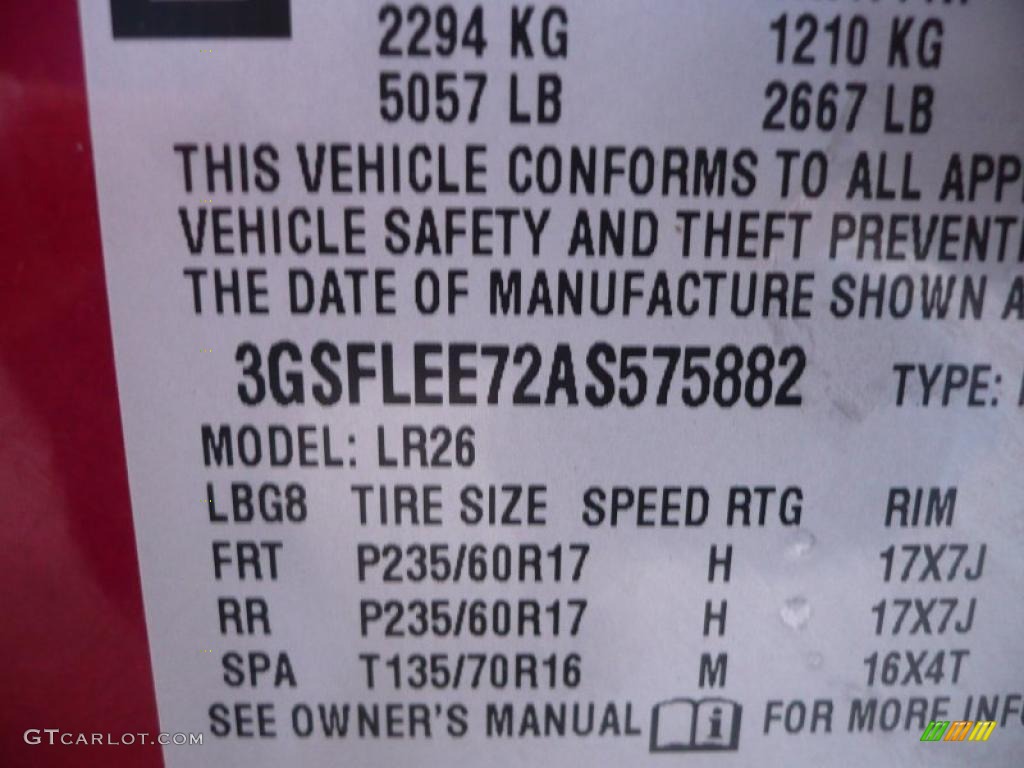 2294 KG 1210 KG
5057 LB 2667 LB
THIS VEHICLE CONFORMS TO ALL APP
VEHICLE SAFETY AND THEFT PREVENTI
THE DATE OF MANUFACTURE SHOWN A
3GSFLEE72AS575882 TYPE:
MODEL: LR26
LBG8 TIRE SIZE SPEED RTG RIM
FRT P235/60R17 H 17X7J
RR P235/60R17 H 17X7J
SPA T135/70R16 M 16X4T
SEE OWNER'S MANUAL i FOR MORE INFO
GTCARLOT.COM